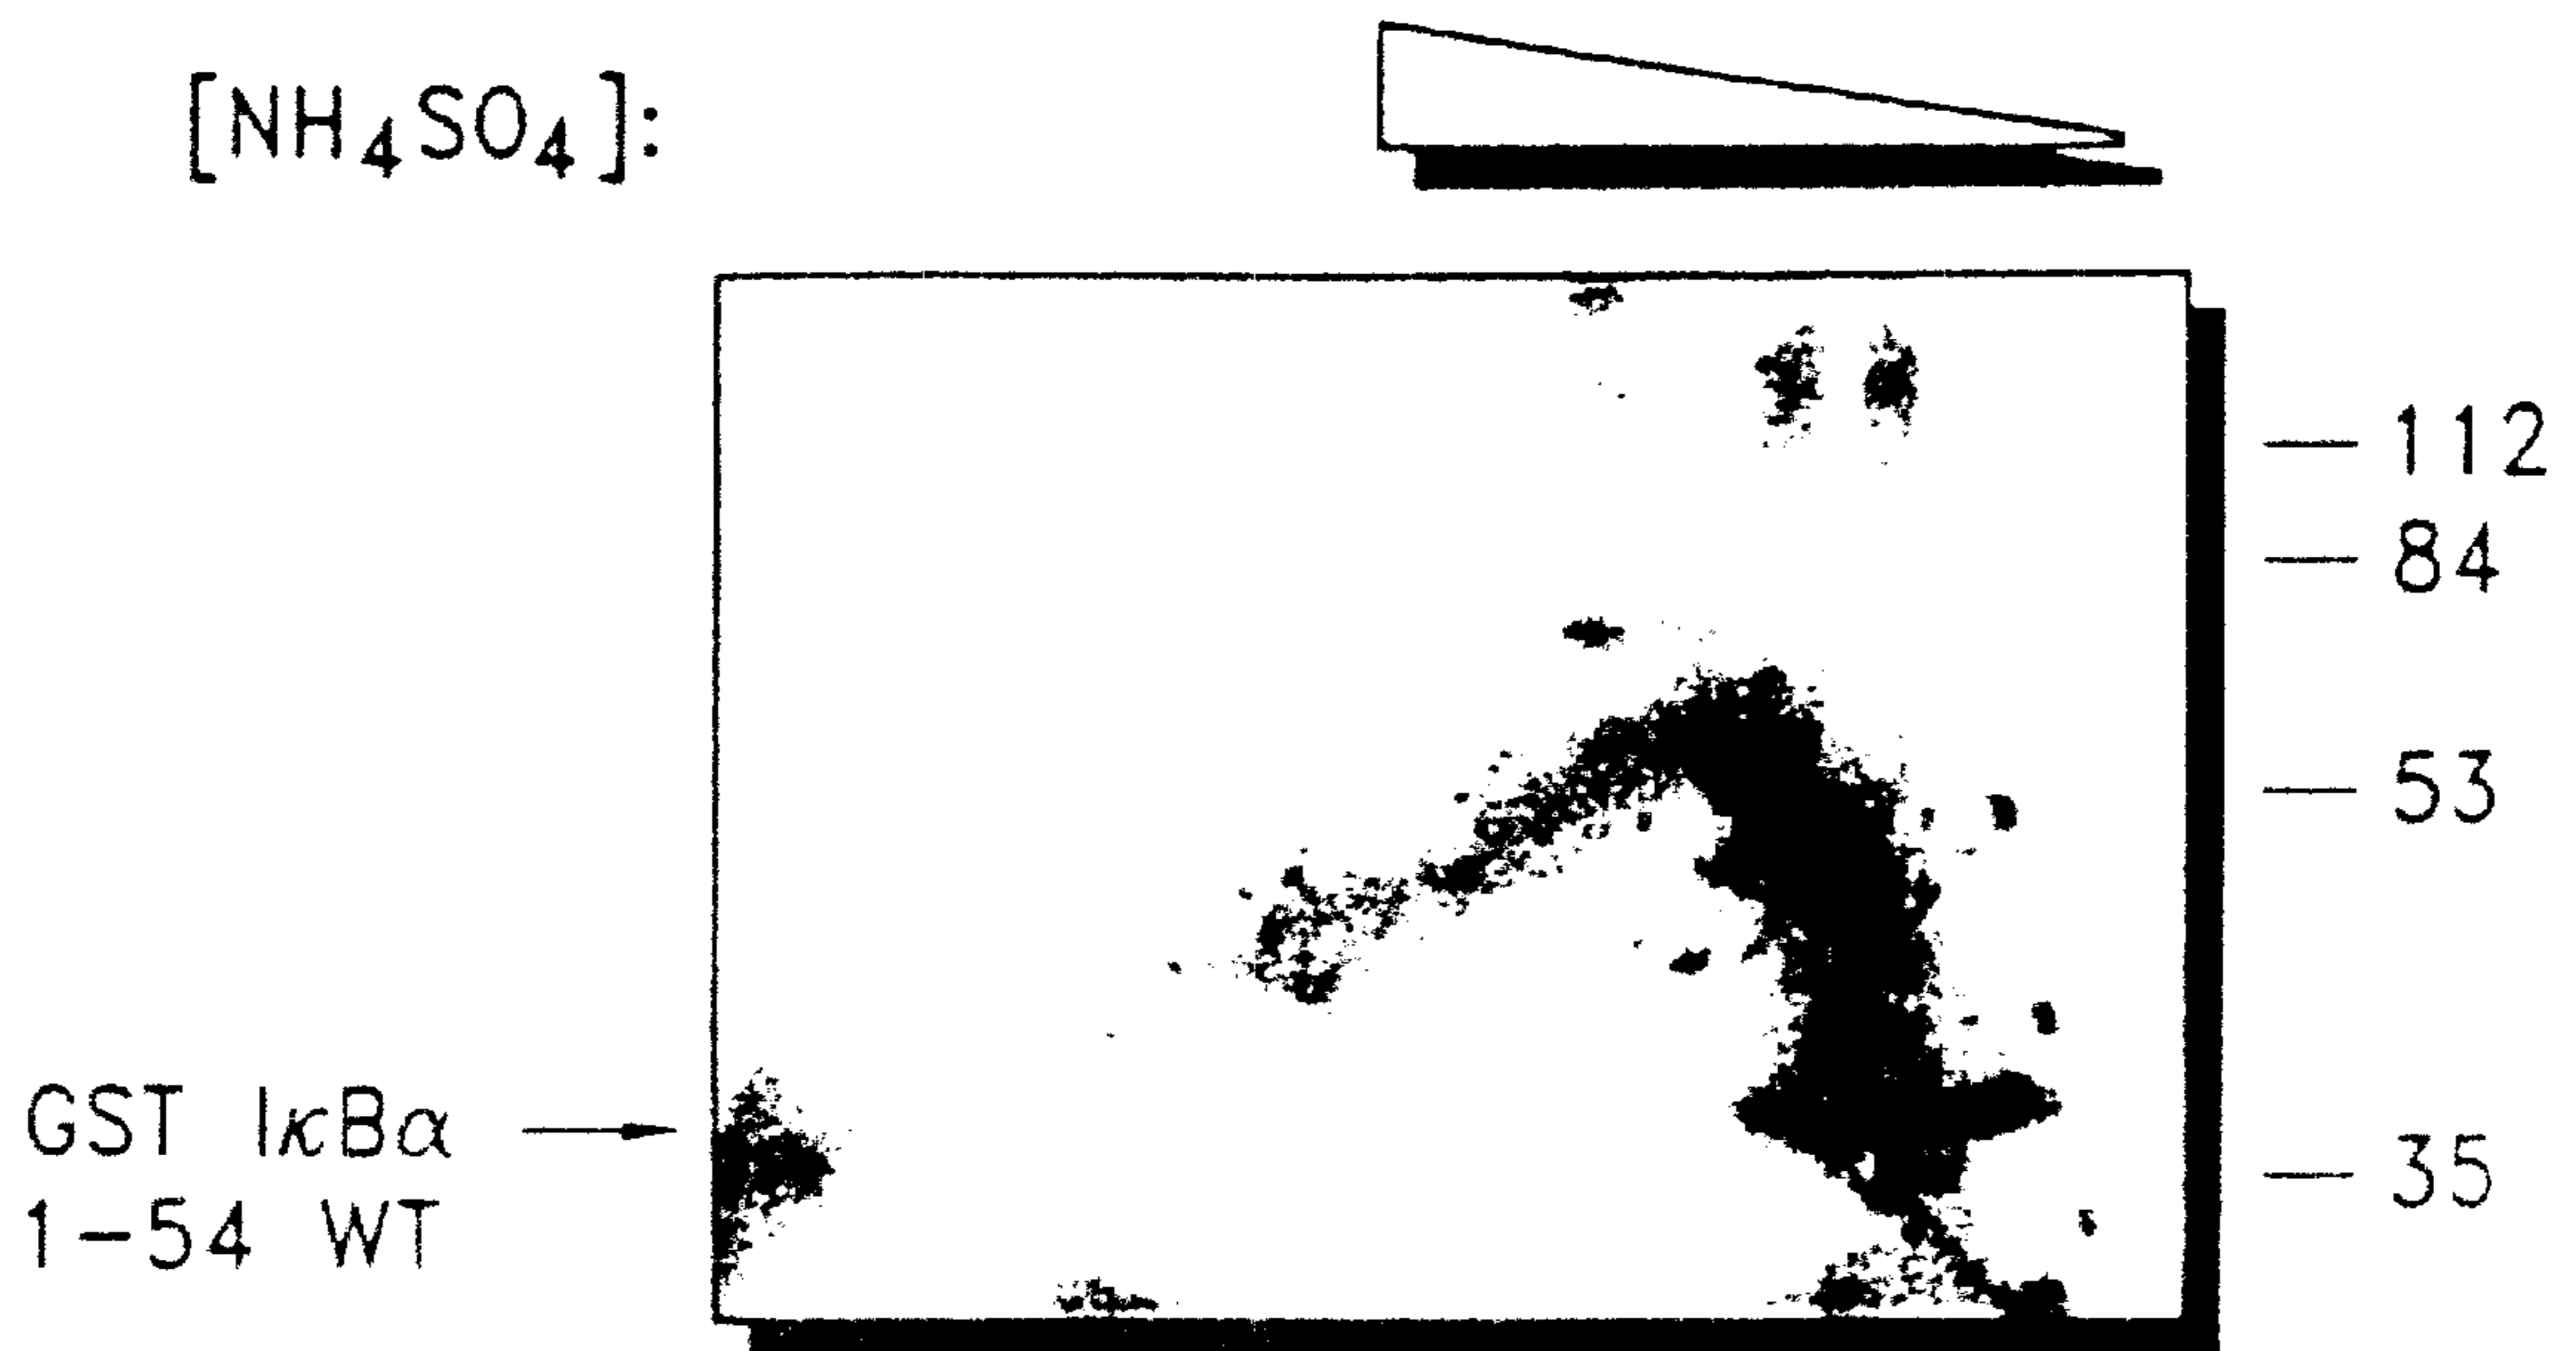 [NH₄SO₄]:
— 112
— 84
— 53
GST IκBα
1-54 WT
— 35